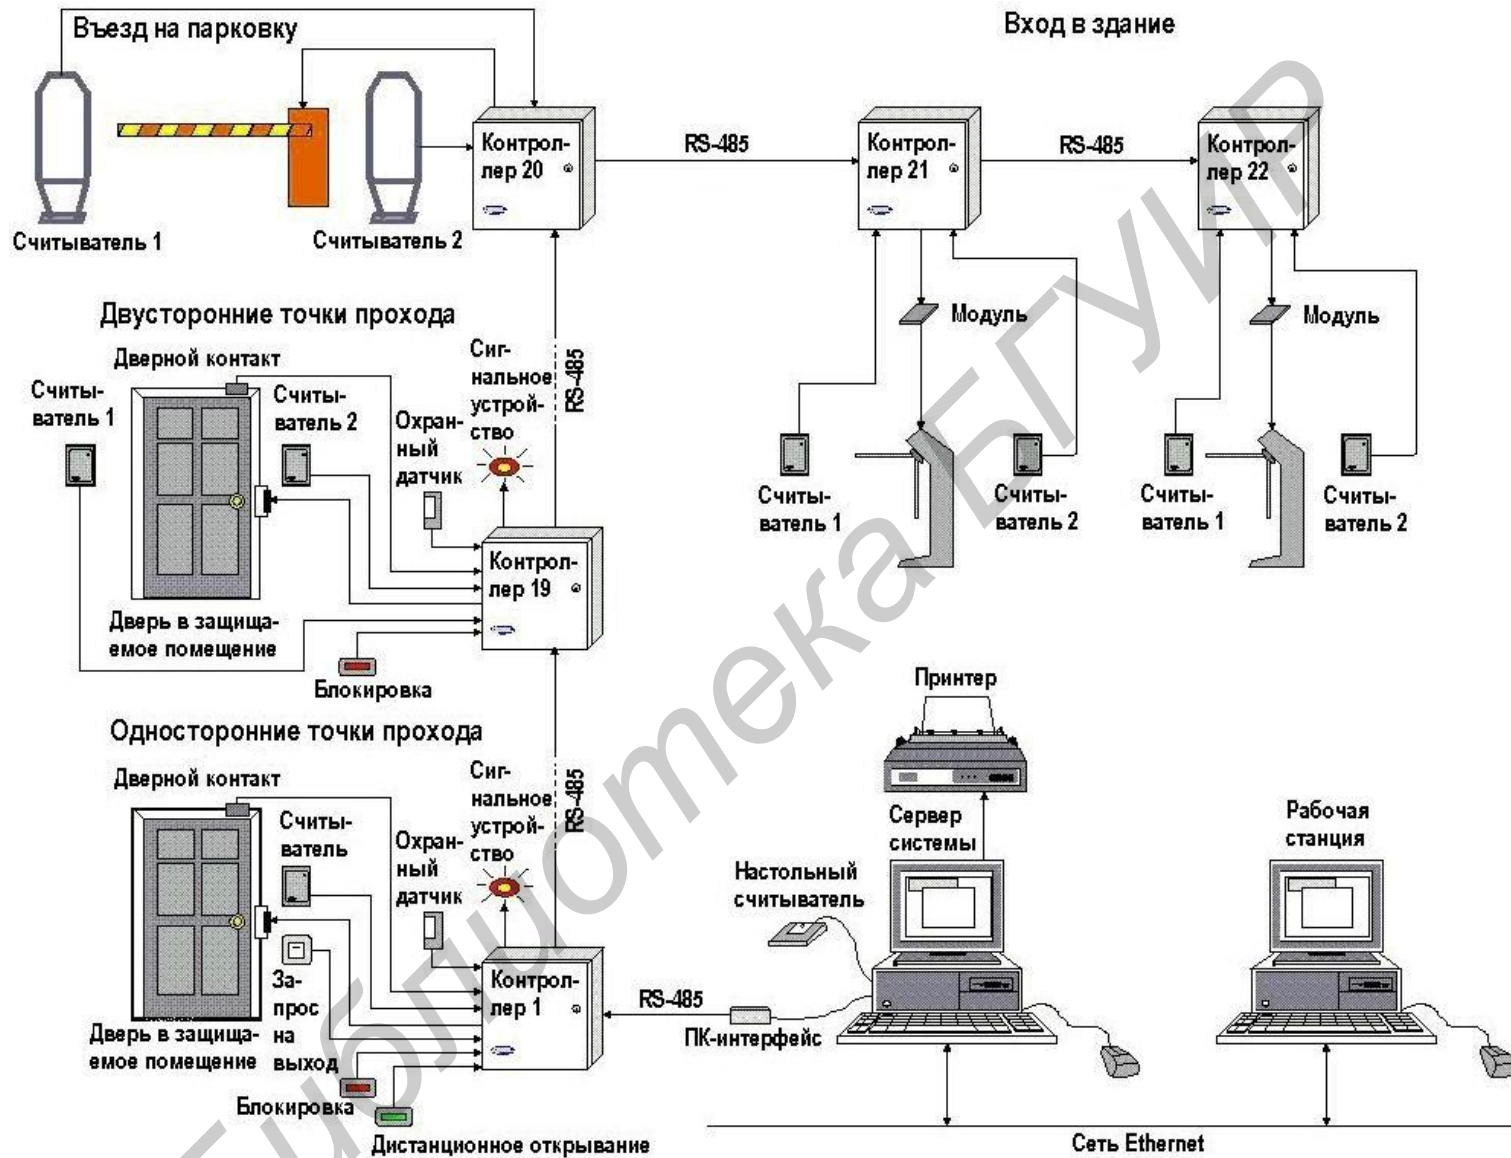 Въезд на парковку
Вход в здание
Контрол-
лер 20
RS-485
Контрол-
лер 21
RS-485
Контрол-
лер 22
Считыватель 1
Считыватель 2
Модуль
Модуль
Считы-
ватель 1
Считы-
ватель 2
Считы-
ватель 1
Считы-
ватель 2
Двусторонние точки прохода
Дверной контакт
Считы-
ватель 1
Считы-
ватель 2
Охран-
ный
датчик
Сиг-
нальное
устрой-
ство
RS-485
Контрол-
лер 19
Дверь в защища-
емое помещение
Блокировка
Односторонние точки прохода
Дверной контакт
Считы-
ватель
Охран-
ный
датчик
Сиг-
нальное
устрой-
ство
RS-485
Контрол-
лер 1
За-
прос
на
выход
Дверь в защища-
емое помещение
Блокировка
Дистанционное открывание
RS-485
ПК-интерфейс
Принтер
Сервер
системы
Настольный
считыватель
Рабочая
станция
Сеть Ethernet
Библиотека БГУИР